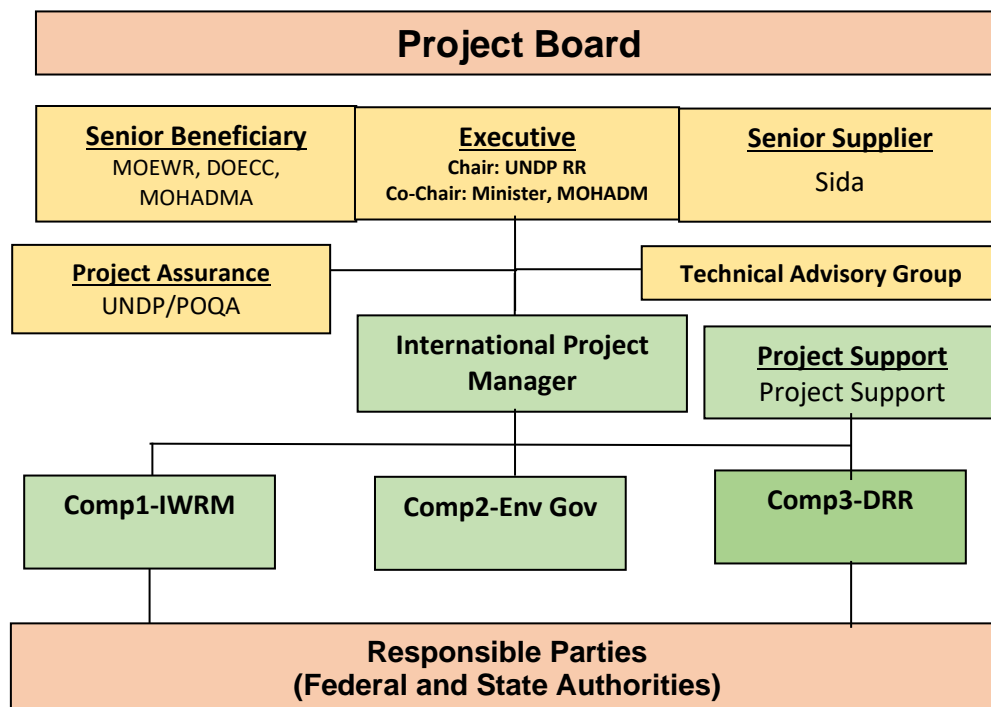 Project Board
Senior Beneficiary
MOEWR, DOECC,
MOHADMA
Executive
Chair: UNDP RR
Co-Chair: Minister, MOHADM
Senior Supplier
Sida
Project Assurance
UNDP/POQA
Technical Advisory Group
International Project
Manager
Project Support
Project Support
Comp1-IWRM
Comp2-Env Gov
Comp3-DRR
Responsible Parties
(Federal and State Authorities)